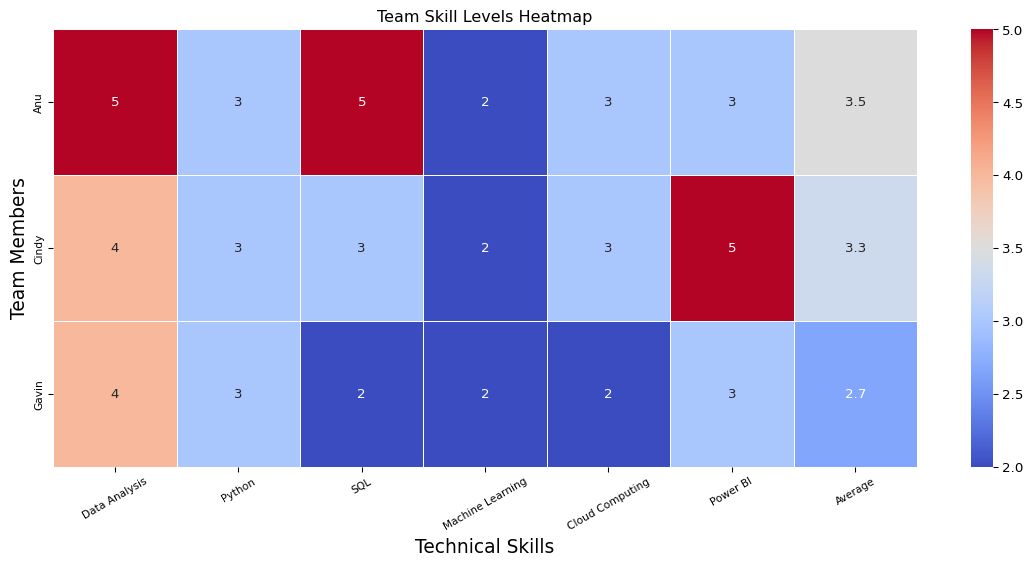 Team Skill Levels Heatmap
Team Members
Anu
5 3 5 2 3 3 3.5
Cindy
4 3 3 2 3 5 3.3
Gavin
4 3 2 2 2 3 2.7
Data Analysis
Python
SQL
Machine Learning
Cloud Computing
Power BI
Average
Technical Skills
5.0
4.5
4.0
3.5
3.0
2.5
2.0